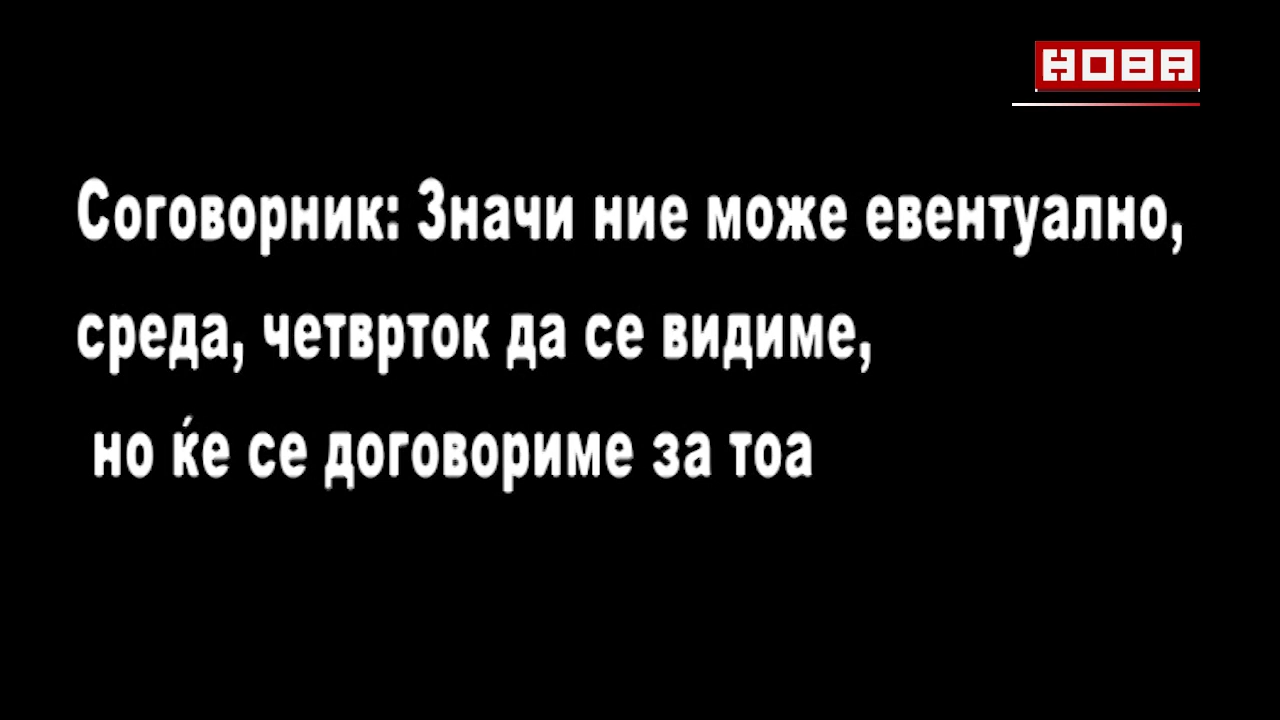 НОВА
Соговорник: Значи ние може евентуално,
среда, четврток да се видиме,
но ќе се договориме за тоа